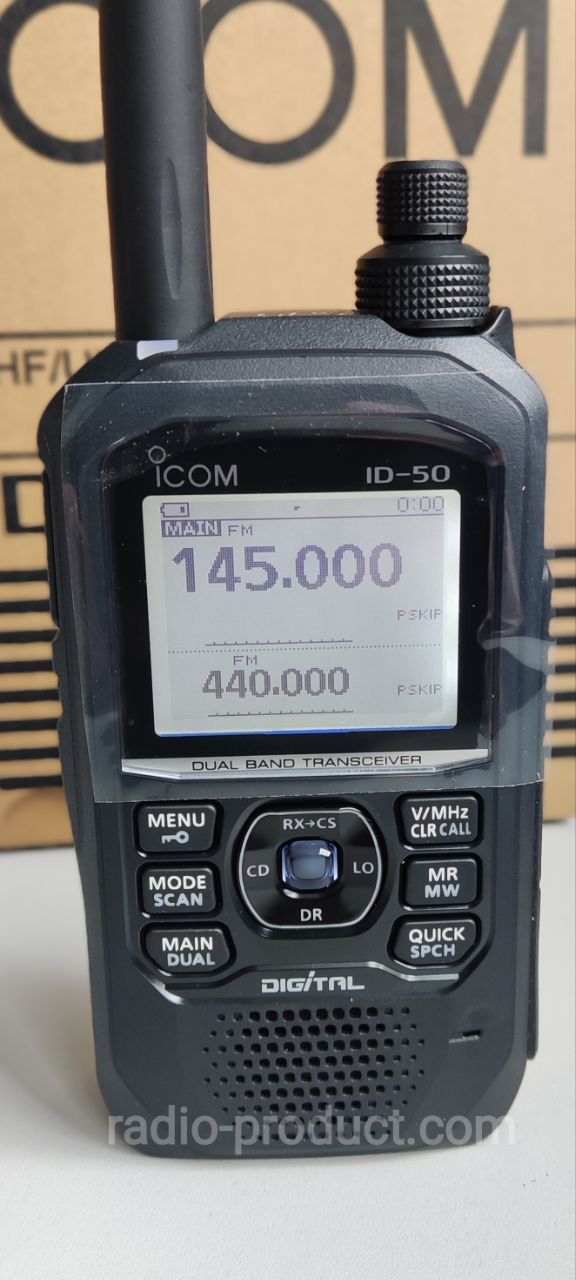 COM
HF/U
D
ICOM
ID-50
0:00
MAIN FM
145.000
PSKIP
FM
440.000
PSKIP
DUAL BAND TRANSCEIVER
MENU
RX→CS
V/MHz
CLR CALL
MODE
SCAN
CD
LO
MR
MW
DR
MAIN
DUAL
QUICK
SPCH
DIGITAL
radio-product.com